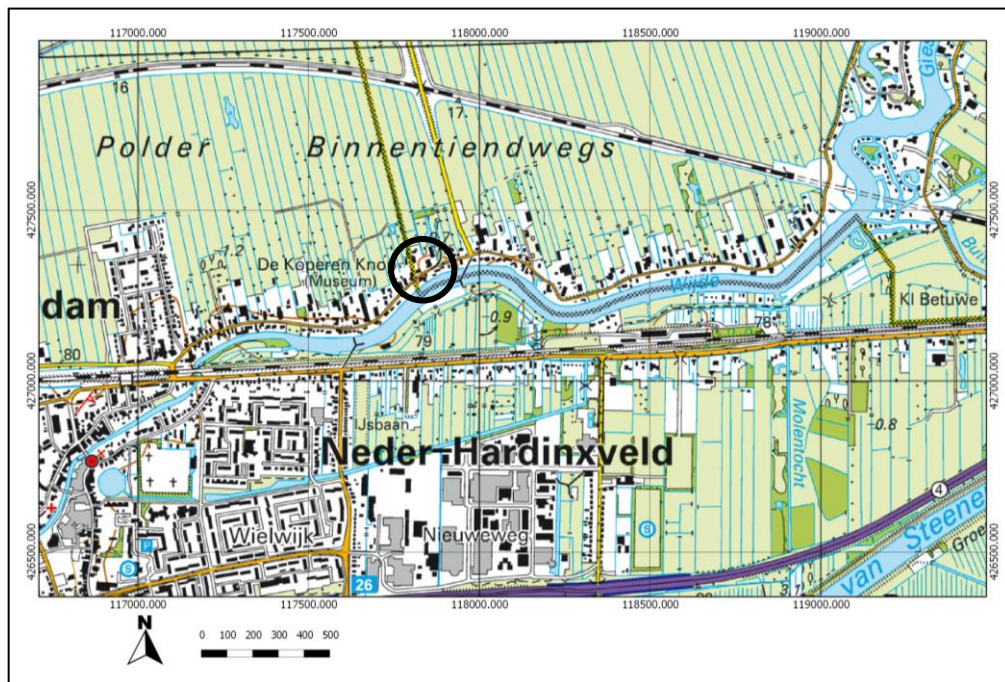 117000.000 117500.000 118000.000 118500.000 119000.000
16
17
Polder Binnentiendwegs
427500.000
427500.000
1.2
De Koperen Kno
(Museum)
dam
Wijde
Kl Betuwe
-0.9
78
79
80
427000.000
427000.000
IJsbaan
Neder-Hardinxveld
Molentocht
-0.8
4
Wielwijk
Nieuweweg
S
P
S
26
van Steene
Groe
426500.000
426500.000
117000.000 117500.000 118000.000 118500.000 119000.000
N
0 100 200 300 400 500